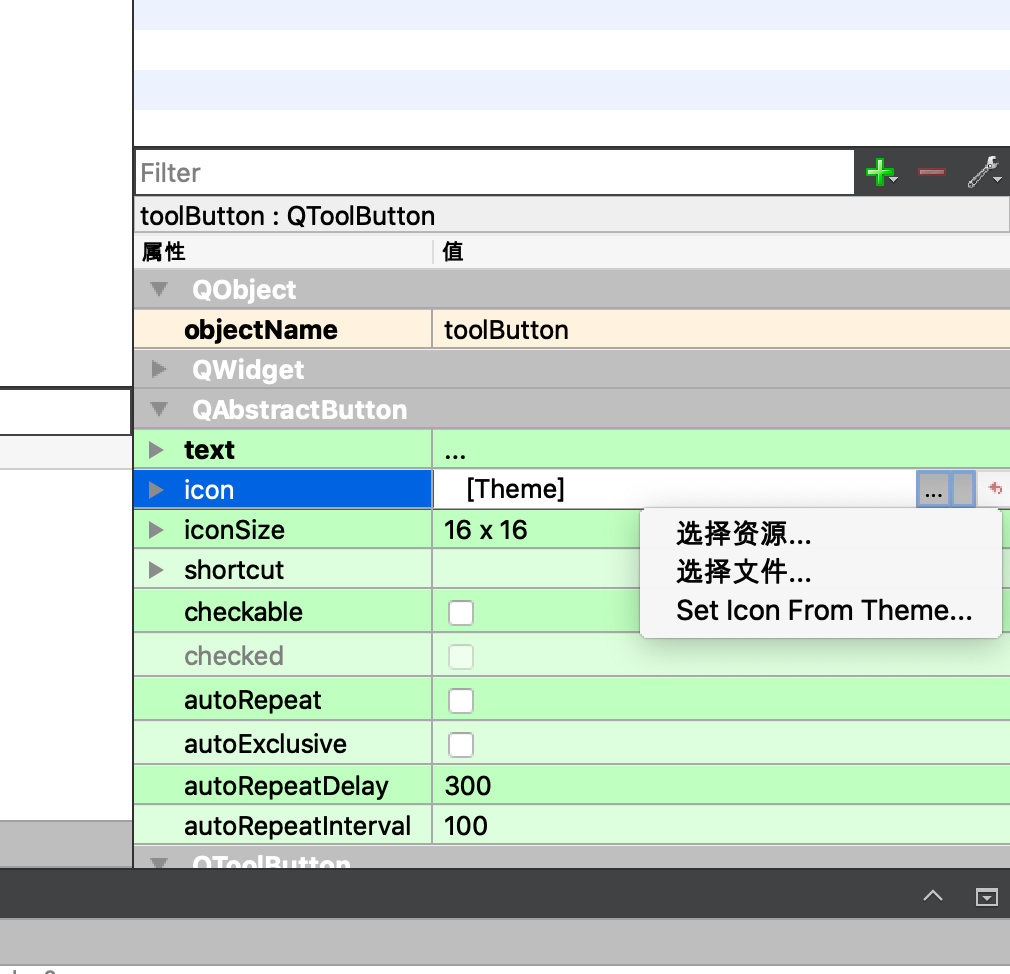 Filter
toolButton : QToolButton
属性 值
QObject
objectName toolButton
QWidget
QAbstractButton
text ...
icon [Theme] ...
iconSize 16 x 16
选择资源...
shortcut
选择文件...
checkable
Set Icon From Theme...
checked
autoRepeat
autoExclusive
autoRepeatDelay 300
autoRepeatInterval 100
QToolButton